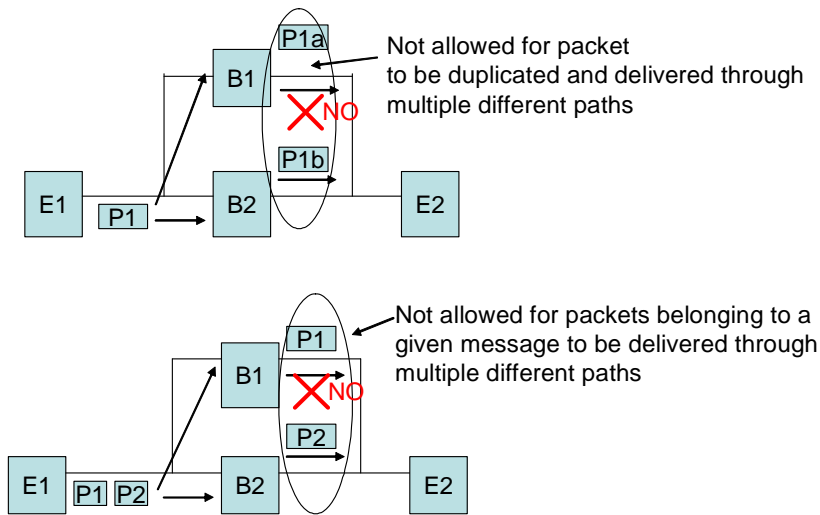 P1a
Not allowed for packet
to be duplicated and delivered through
multiple different paths
B1
NO
P1b
E1
P1
B2
E2
Not allowed for packets belonging to a
given message to be delivered through
multiple different paths
P1
B1
NO
P2
E1
P1
P2
B2
E2